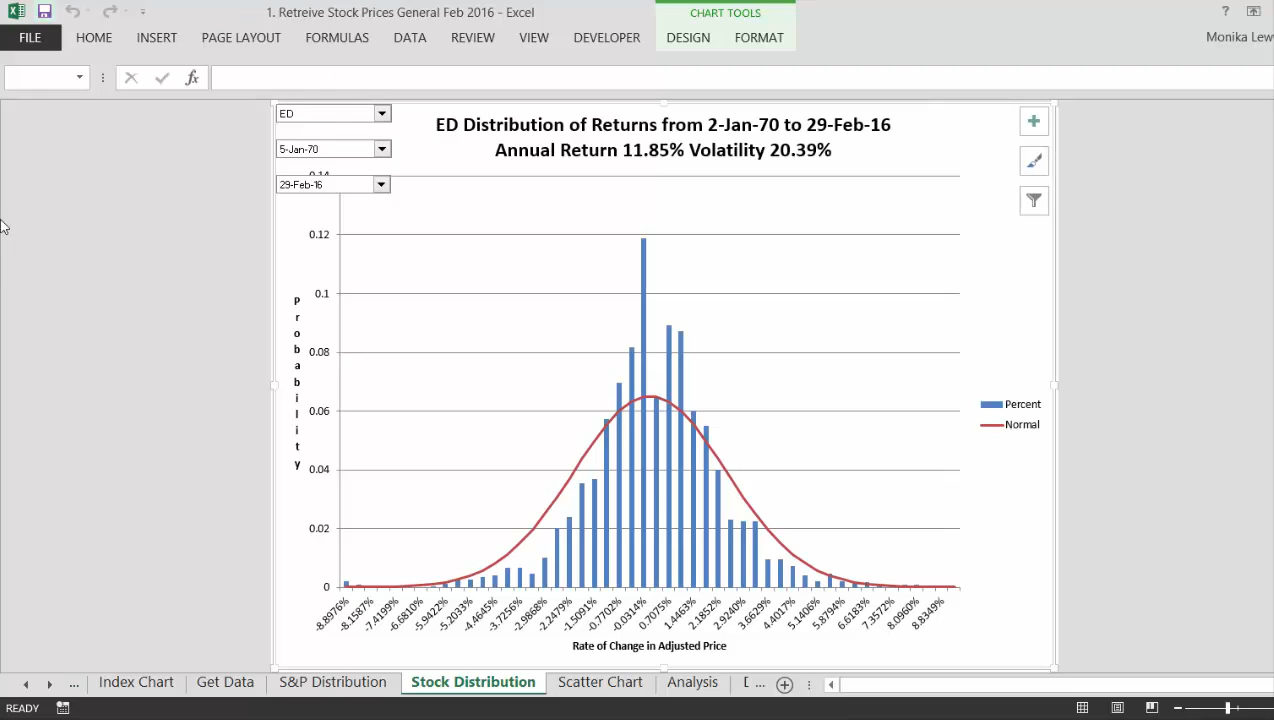 1. Retreive Stock Prices General Feb 2016 - Excel
CHART TOOLS
?
FILE HOME INSERT PAGE LAYOUT FORMULAS DATA REVIEW VIEW DEVELOPER DESIGN FORMAT
Monika Lew
fx
ED
5-Jan-70
29-Feb-16
ED Distribution of Returns from 2-Jan-70 to 29-Feb-16
Annual Return 11.85% Volatility 20.39%
0.14
0.12
0.1
0.08
0.06
0.04
0.02
0
Probability
Percent
Normal
-8.8976% -8.1587% -7.4199% -6.6810% -5.9422% -5.2033% -4.4645% -3.7256% -2.9868% -2.2479% -1.5091% -0.7702% -0.0314% 0.7075% 1.4463% 2.1852% 2.9240% 3.6629% 4.4017% 5.1406% 5.8794% 6.6183% 7.3572% 8.0960% 8.8349%
Rate of Change in Adjusted Price
... Index Chart Get Data S&P Distribution Stock Distribution Scatter Chart Analysis ...
READY